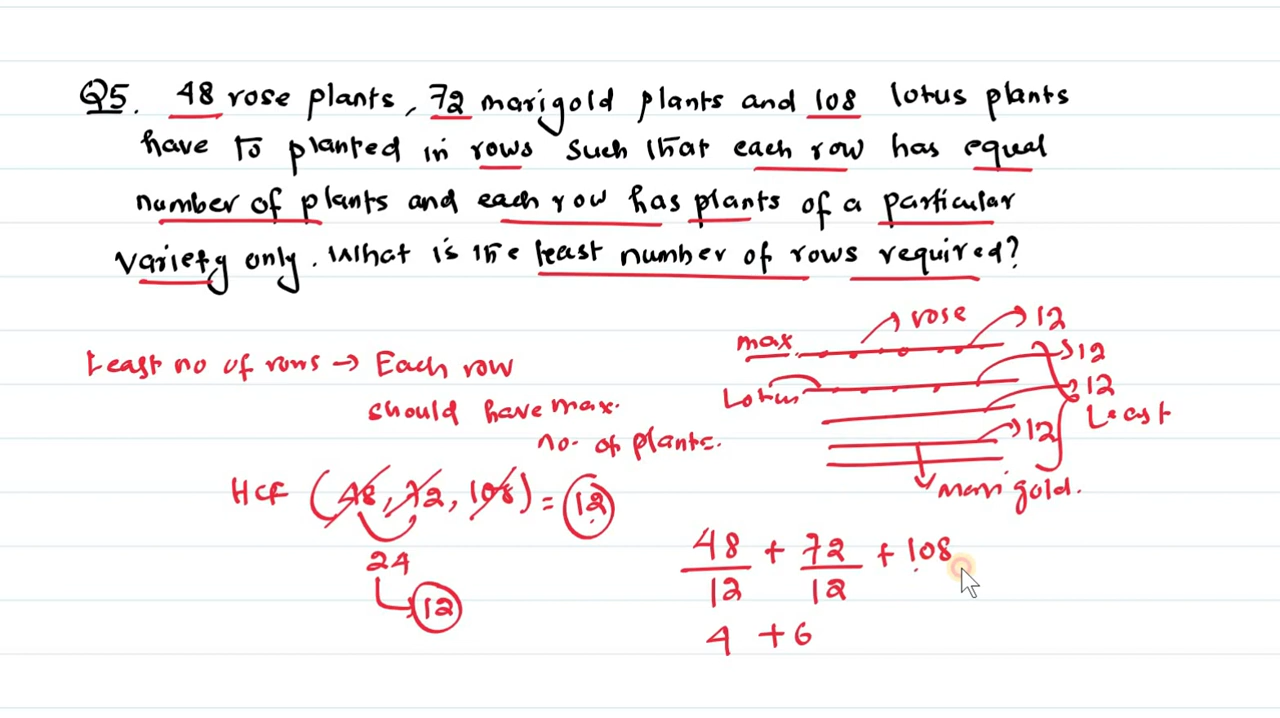 Q5. 48 rose plants, 72 marigold plants and 108 lotus plants
have to planted in rows such that each row has equal
number of plants and each row has plants of a particular
variety only. What is the least number of rows required?
Least no of rows → Each row
should have max.
no. of plants.
HCF (48, 72, 108) = 12
24
12
max
rose
12
12
Lotus
12
Least
12
Marigold.
48/12 + 72/12 + 108
4 + 6